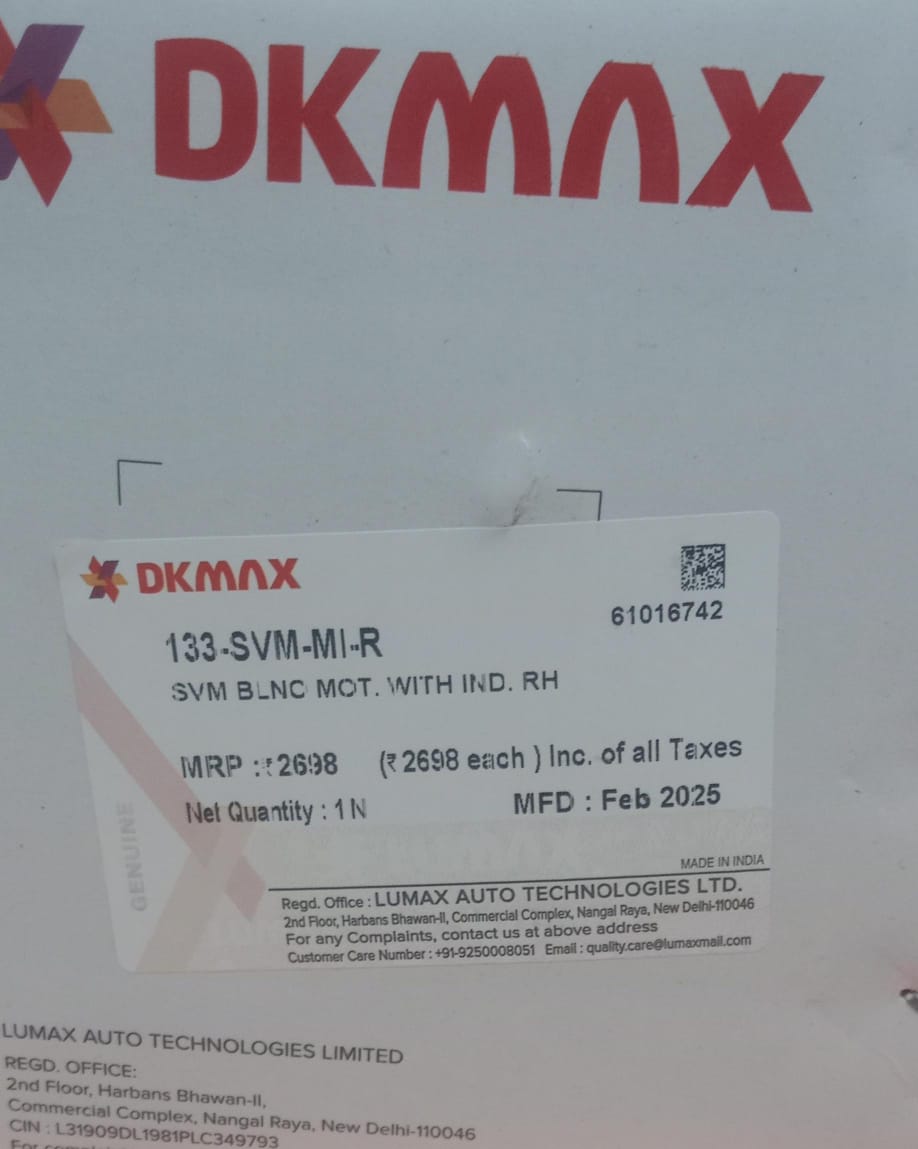 DKMAX
DKMAX
61016742
133-SVM-MI-R
SVM BLNO MOT. WITH IND. RH
MRP :₹2698 (₹2698 each) Inc. of all Taxes
Net Quantity : 1N
MFD : Feb 2025
GENUINE
MADE IN INDIA
Regd. Office : LUMAX AUTO TECHNOLOGIES LTD.
2nd Floor, Harbans Bhawan-II, Commercial Complex, Nangal Raya, New Delhi-110046
For any Complaints, contact us at above address
Customer Care Number : +91-9250008051 Email : quality.care@lumaxmail.com
LUMAX AUTO TECHNOLOGIES LIMITED
REGD. OFFICE:
2nd Floor, Harbans Bhawan-II,
Commercial Complex, Nangal Raya, New Delhi-110046
CIN : L31909DL1981PLC349793